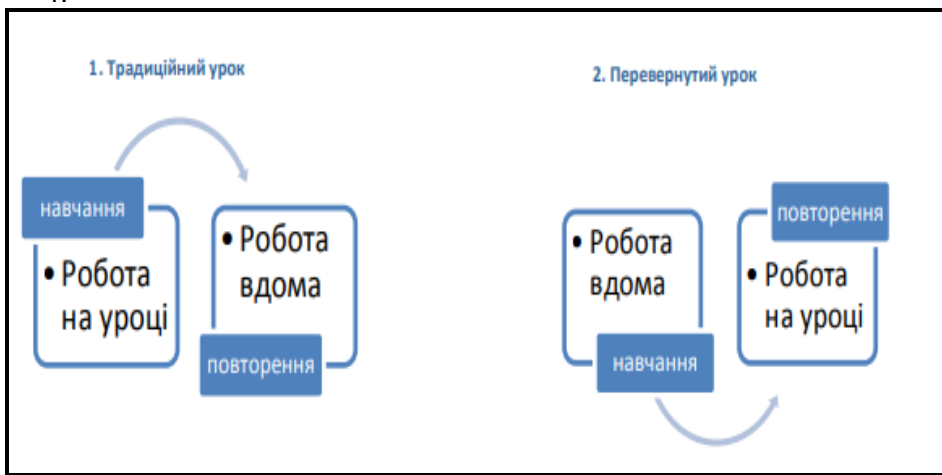 1. Традиційний урок
навчання
• Робота
на уроці
• Робота
вдома
повторення
2. Перевернутий урок
• Робота
вдома
навчання
повторення
• Робота
на уроці